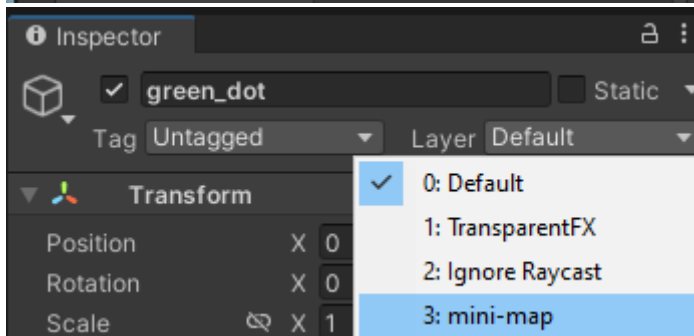 Inspector
green_dot Static
Tag Untagged Layer Default
0: Default
Transform
1: TransparentFX
Position X 0
2: Ignore Raycast
Rotation X 0
3: mini-map
Scale X 1